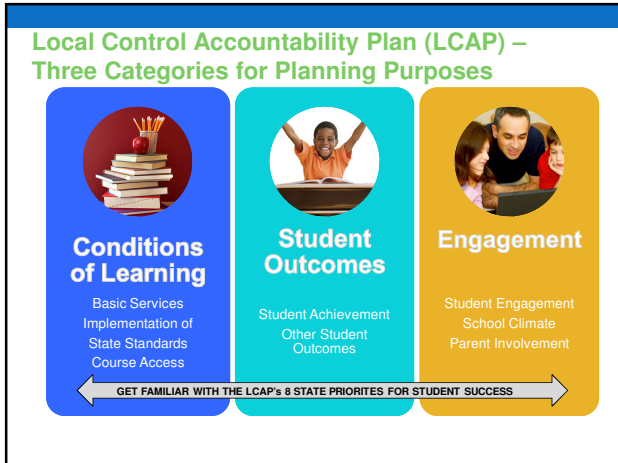 Local Control Accountability Plan (LCAP) –
Three Categories for Planning Purposes
Conditions
of Learning
Basic Services
Implementation of
State Standards
Course Access
Student
Outcomes
Student Achievement
Other Student
Outcomes
Engagement
Student Engagement
School Climate
Parent Involvement
GET FAMILIAR WITH THE LCAP's 8 STATE PRIORITES FOR STUDENT SUCCESS